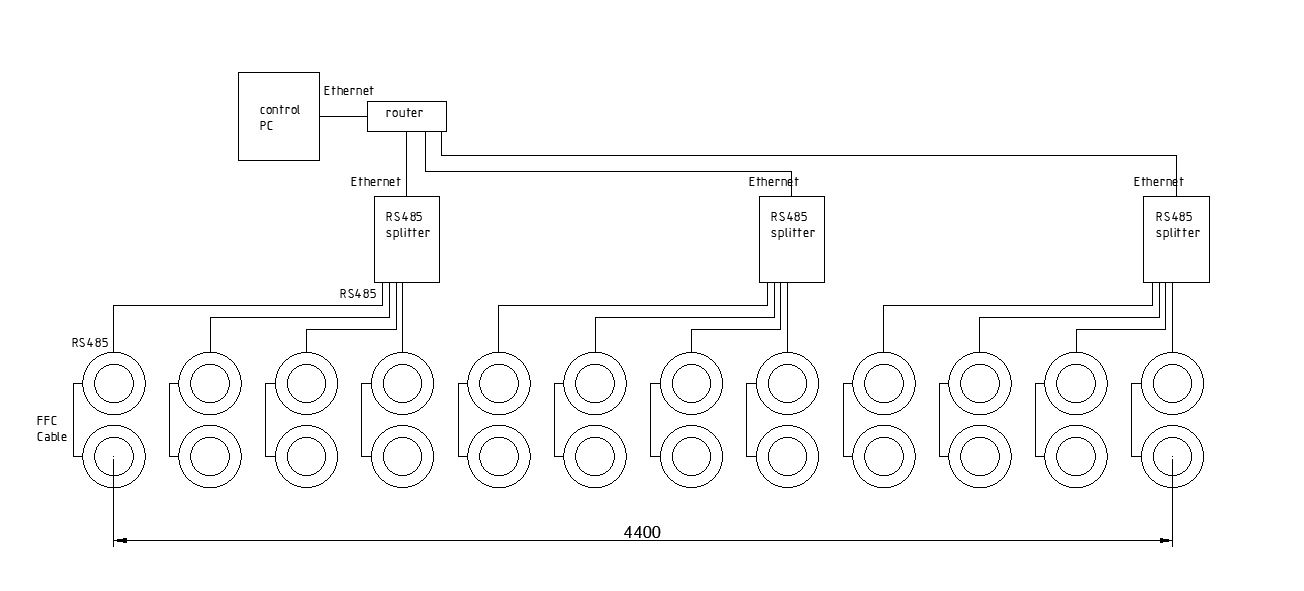 Ethernet
control
PC
router
Ethernet
Ethernet
Ethernet
RS485
splitter
RS485
splitter
RS485
splitter
RS485
RS485
FFC
Cable
4400